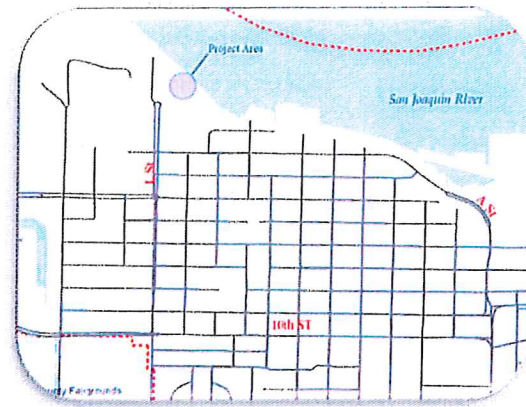 Project Area
San Joaquin River
L St
A St
10th ST
Fairgrounds